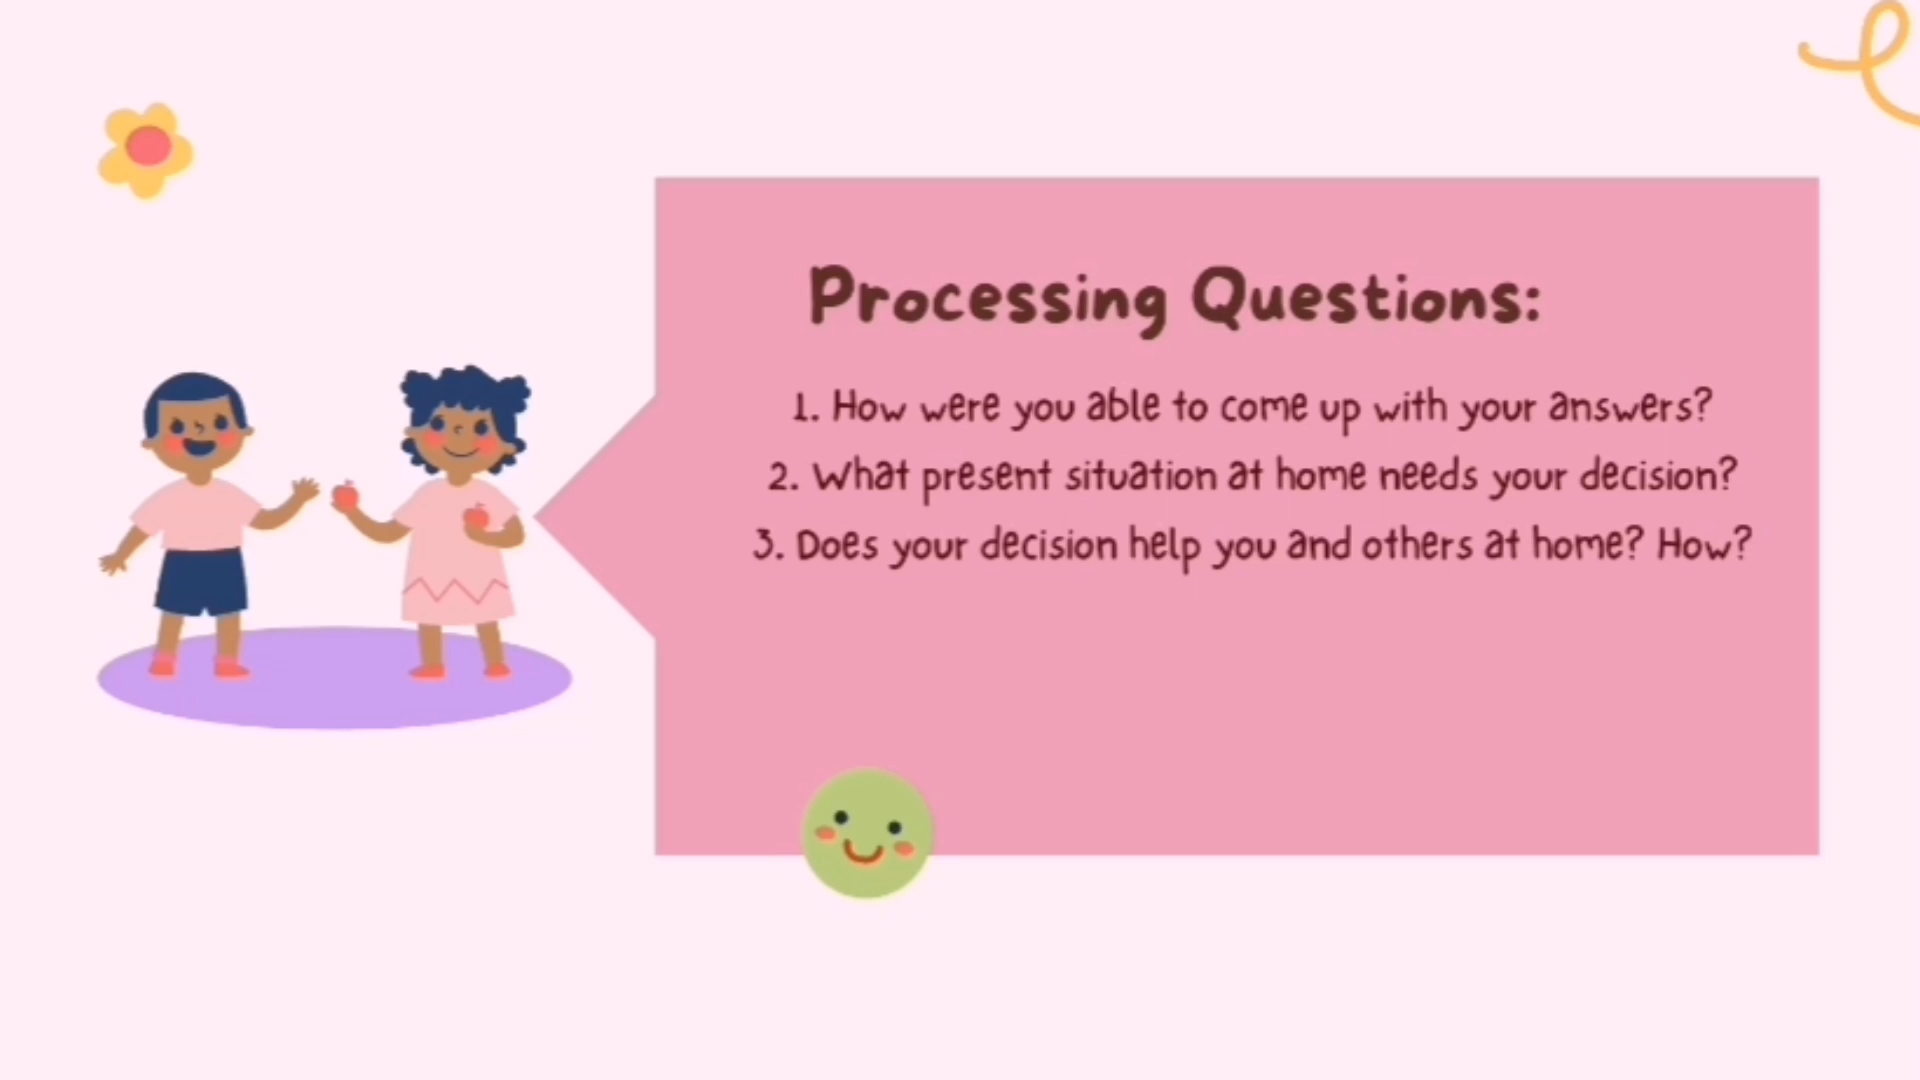 Processing Questions:
1. How were you able to come up with your answers?
2. What present situation at home needs your decision?
3. Does your decision help you and others at home? How?